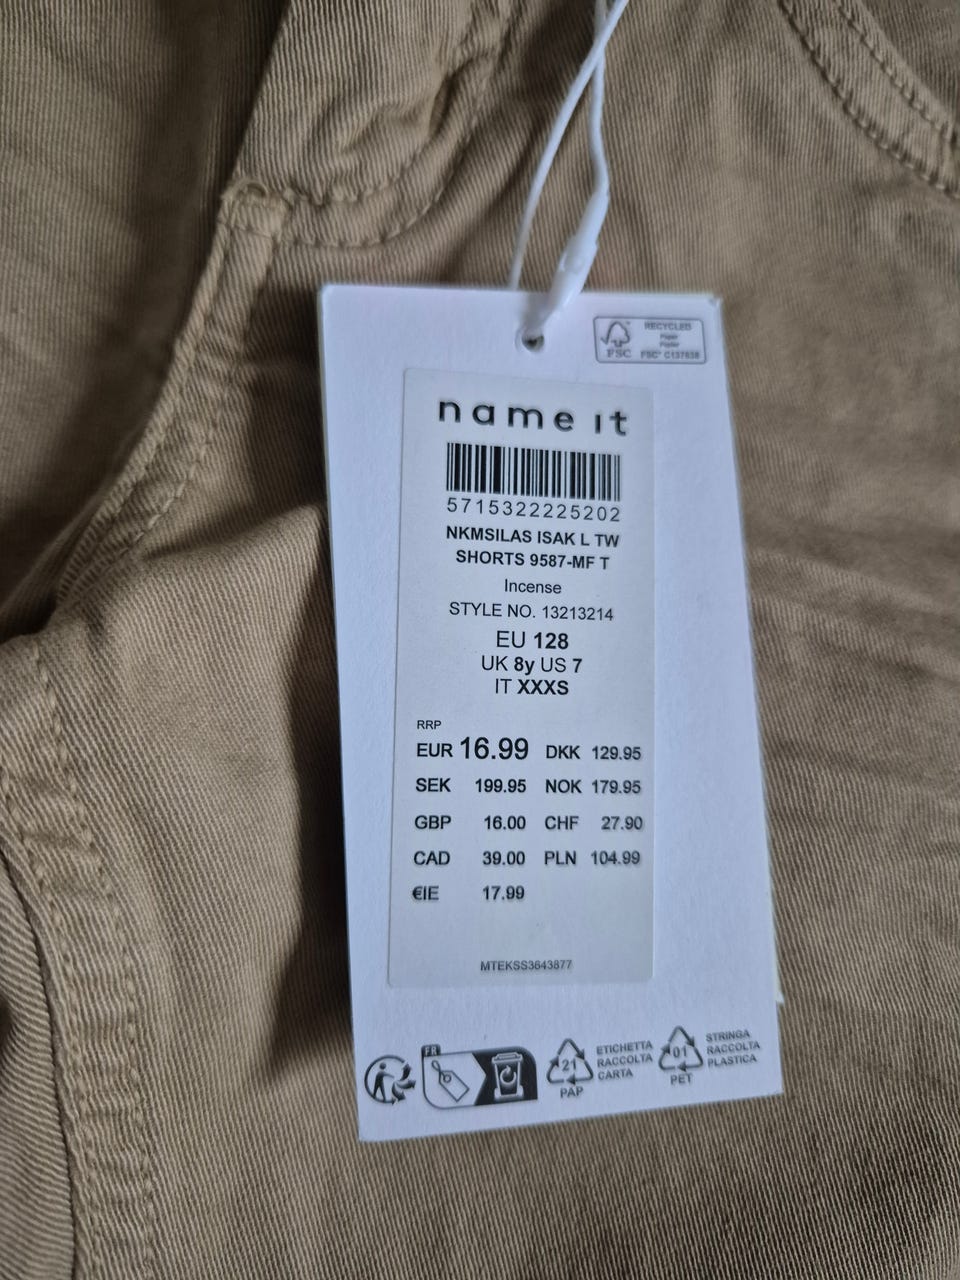 RECYCLED
Paper
Papier
FSC
FSC® C137638
name it
5715322225202
NKMSILAS ISAK L TW
SHORTS 9587-MF T
Incense
STYLE NO. 13213214
EU 128
UK 8y US 7
IT XXXS
RRP
EUR 16.99 DKK 129.95
SEK 199.95 NOK 179.95
GBP 16.00 CHF 27.90
CAD 39.00 PLN 104.99
€IE 17.99
MTEKSS3643877
FR
21
PAP
ETICHETTA
RACCOLTA
CARTA
01
PET
STRINGA
RACCOLTA
PLASTICA